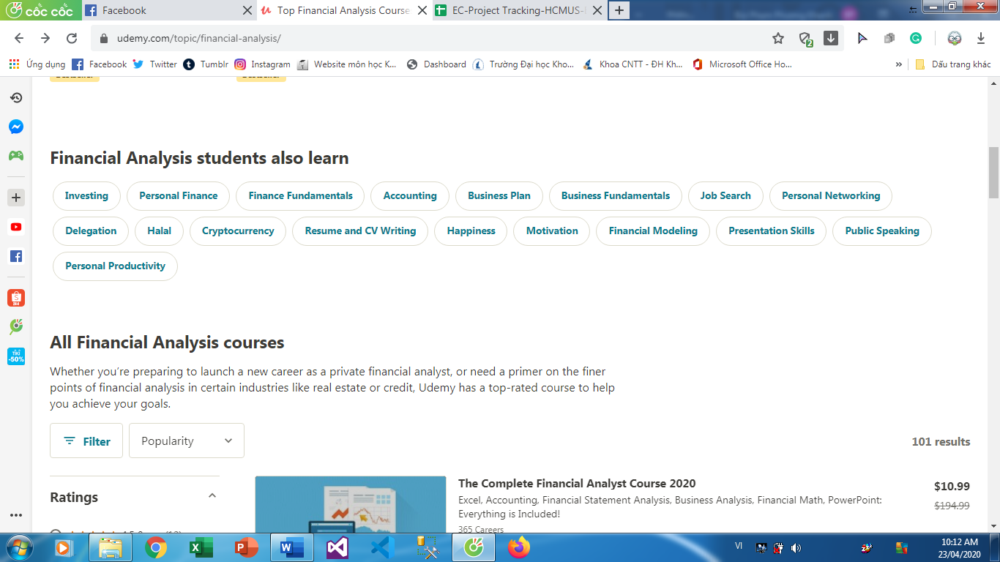 cốc cốc
Facebook
Top Financial Analysis Course
EC-Project Tracking-HCMUS-
udemy.com/topic/financial-analysis/
2
Ứng dụng
Facebook
Twitter
Tumblr
Instagram
Website môn học K...
Dashboard
Trường Đại học Kho...
Khoa CNTT - ĐH Kh...
Microsoft Office Ho...
»
Dấu trang khác
Financial Analysis students also learn
Investing
Personal Finance
Finance Fundamentals
Accounting
Business Plan
Business Fundamentals
Job Search
Personal Networking
Delegation
Halal
Cryptocurrency
Resume and CV Writing
Happiness
Motivation
Financial Modeling
Presentation Skills
Public Speaking
Personal Productivity
TIKI
-50%
All Financial Analysis courses
Whether you’re preparing to launch a new career as a private financial analyst, or need a primer on the finer
points of financial analysis in certain industries like real estate or credit, Udemy has a top-rated course to help
you achieve your goals.
Filter
Popularity
101 results
Ratings
The Complete Financial Analyst Course 2020
$10.99
Excel, Accounting, Financial Statement Analysis, Business Analysis, Financial Math, PowerPoint:
Everything is Included!
$194.99
365 Careers
VI
10:12 AM
23/04/2020